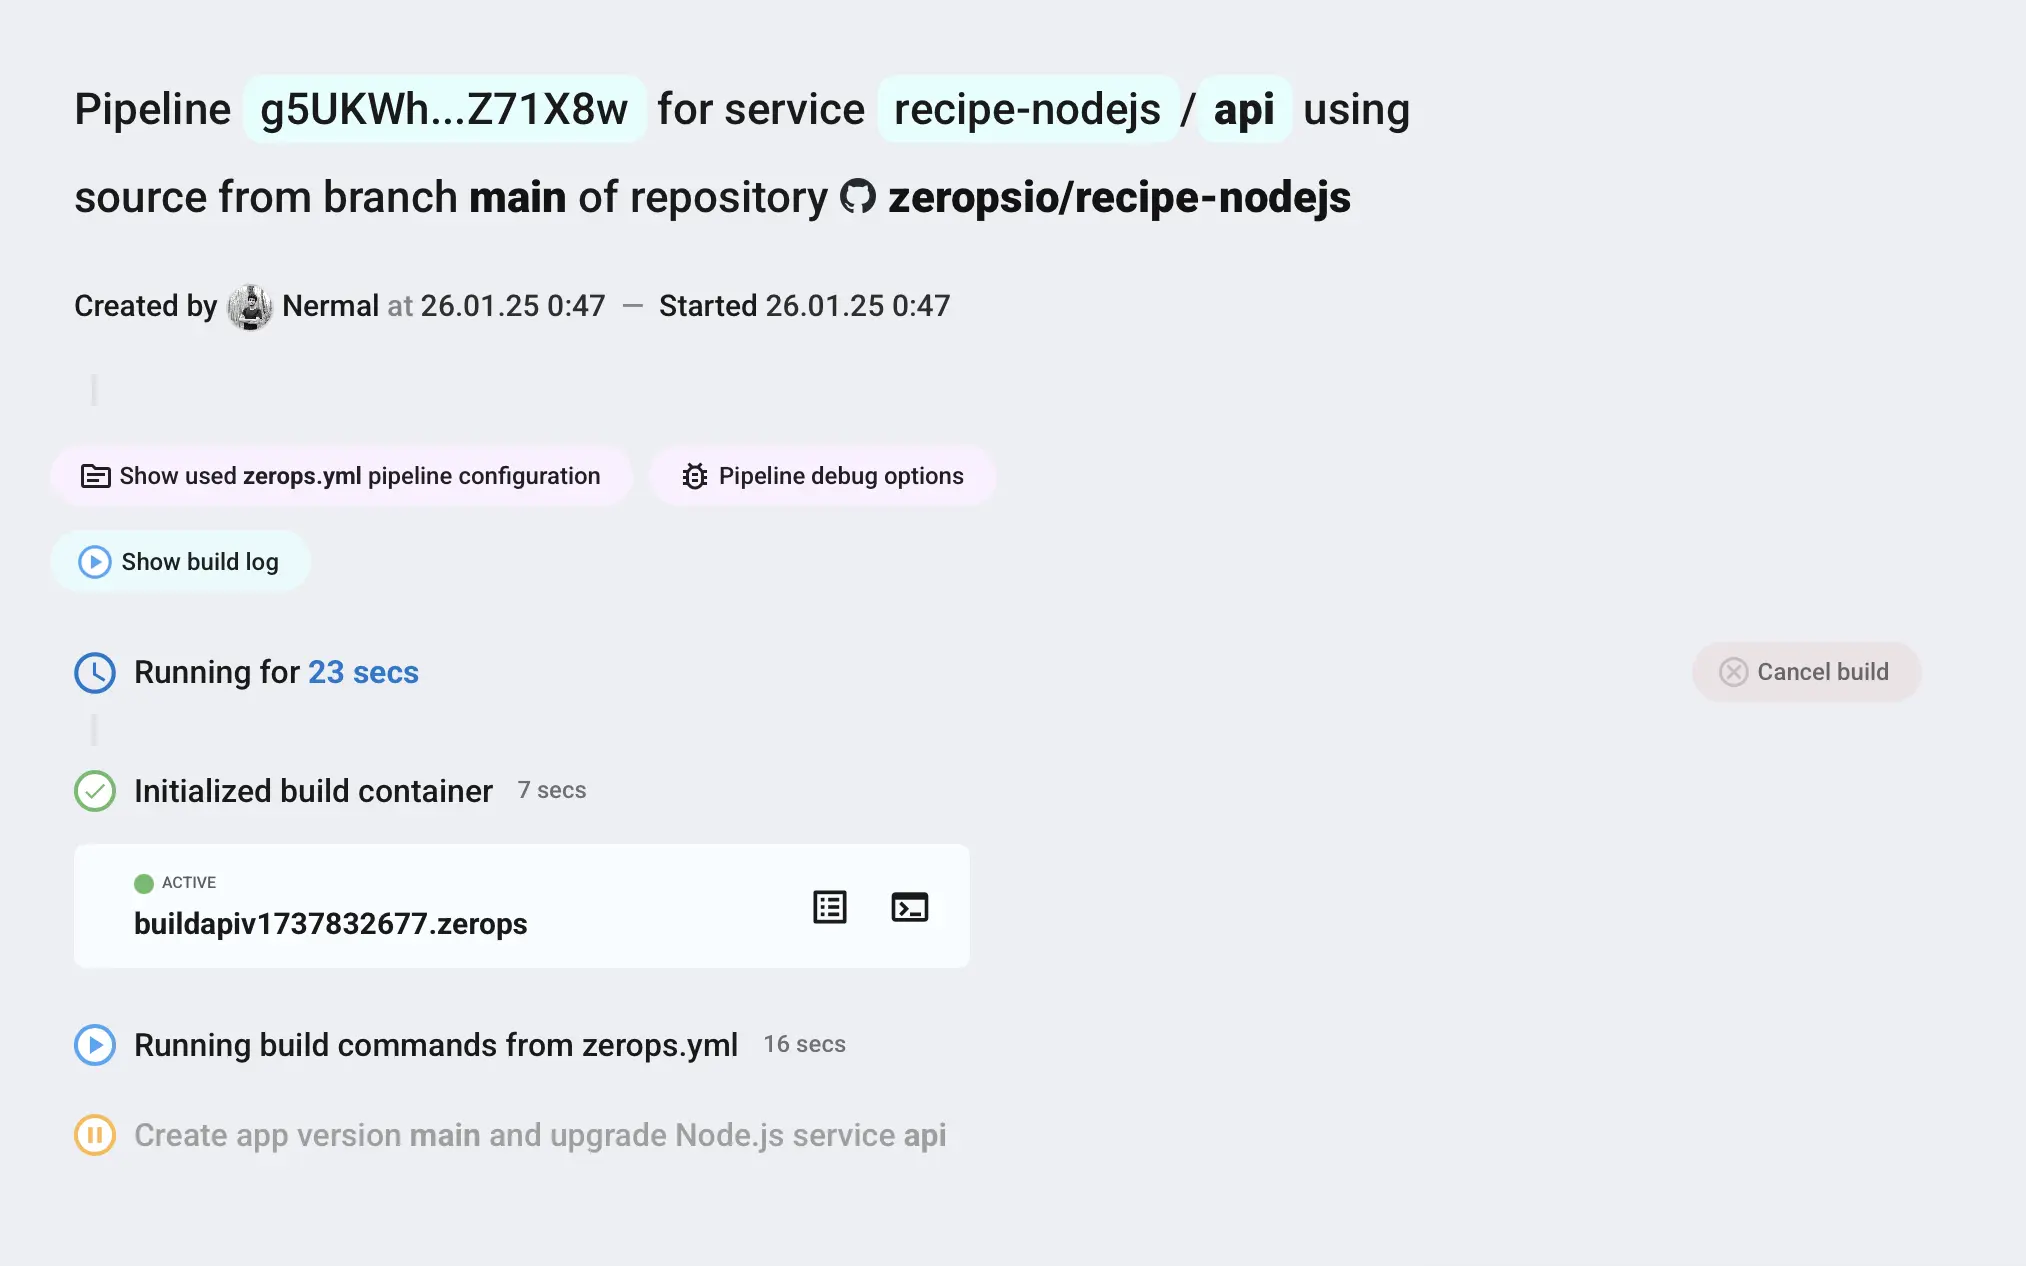 Pipeline g5UKWh...Z71X8w for service recipe-nodejs / api using
source from branch main of repository zeropsio/recipe-nodejs
Created by Nermal at 26.01.25 0:47 — Started 26.01.25 0:47
Show used zerops.yml pipeline configuration Pipeline debug options
Show build log
Running for 23 secs Cancel build
Initialized build container 7 secs
ACTIVE
buildapiv1737832677.zerops
Running build commands from zerops.yml 16 secs
Create app version main and upgrade Node.js service api